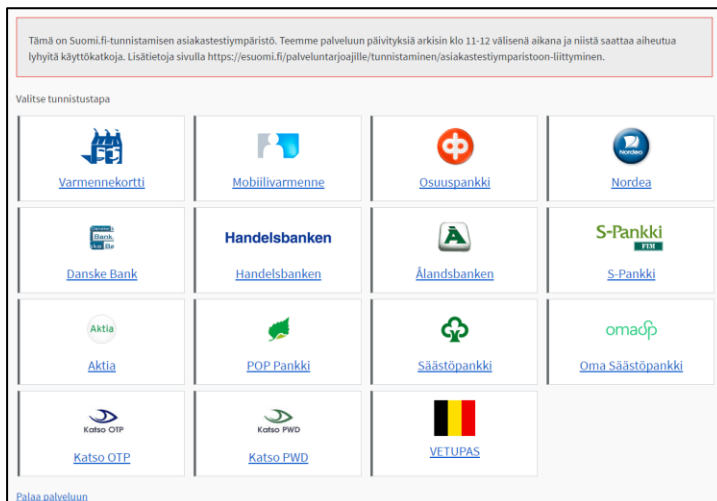 Tämä on Suomi.fi-tunnistamisen asiakastestiympäristö. Teemme palveluun päivityksiä arkisin klo 11-12 välisenä aikana ja niistä saattaa aiheutua
lyhyitä käyttökatkoja. Lisätietoja sivulla https://esuomi.fi/palveluntarjoajille/tunnistaminen/asiakastestiymparistoon-liittyminen.
Valitse tunnistustapa
Varmennekortti
Mobiilivarmenne
Osuuspankki
Nordea
Nordea
Danske Bank
Handelsbanken
Handelsbanken
Ålandsbanken
S-Pankki
FIM
S-Pankki
Aktia
Aktia
POP Pankki
Säästöpankki
omasp
Oma Säästöpankki
Katso OTP
Katso OTP
Katso PWD
Katso PWD
VETUPAS
Palaa palveluun